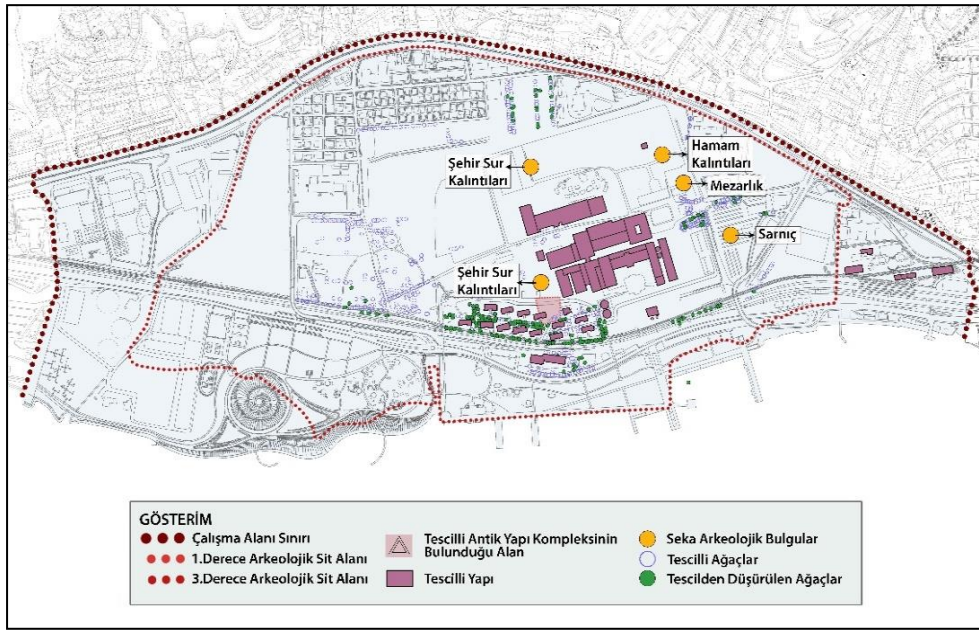 Hamam
Kalıntıları
Şehir Sur
Kalıntıları
Mezarlık
Sarnıç
Şehir Sur
Kalıntıları
GÖSTERİM
Çalışma Alanı Sınırı
1.Derece Arkeolojik Sit Alanı
3.Derece Arkeolojik Sit Alanı
Tescilli Antik Yapı Kompleksinin
Bulunduğu Alan
Tescilli Yapı
Seka Arkeolojik Bulgular
Tescilli Ağaçlar
Tescilden Düşürülen Ağaçlar